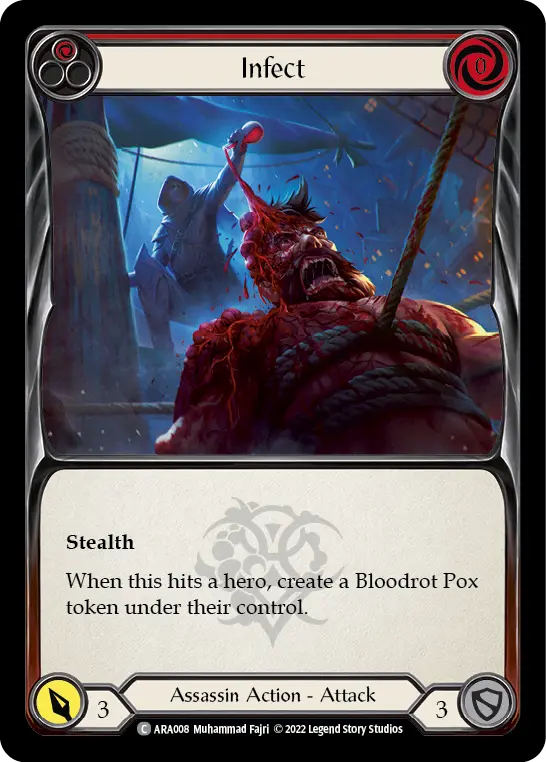 Infect
0
Stealth
When this hits a hero, create a Bloodrot Pox
token under their control.
3
Assassin Action - Attack
3
C ARA008 Muhammad Fajri © 2022 Legend Story Studios